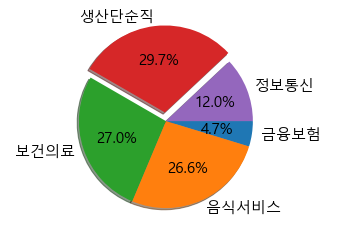 생산단순직
29.7%
정보통신
12.0%
4.7%
금융보험
27.0%
보건의료
26.6%
음식서비스